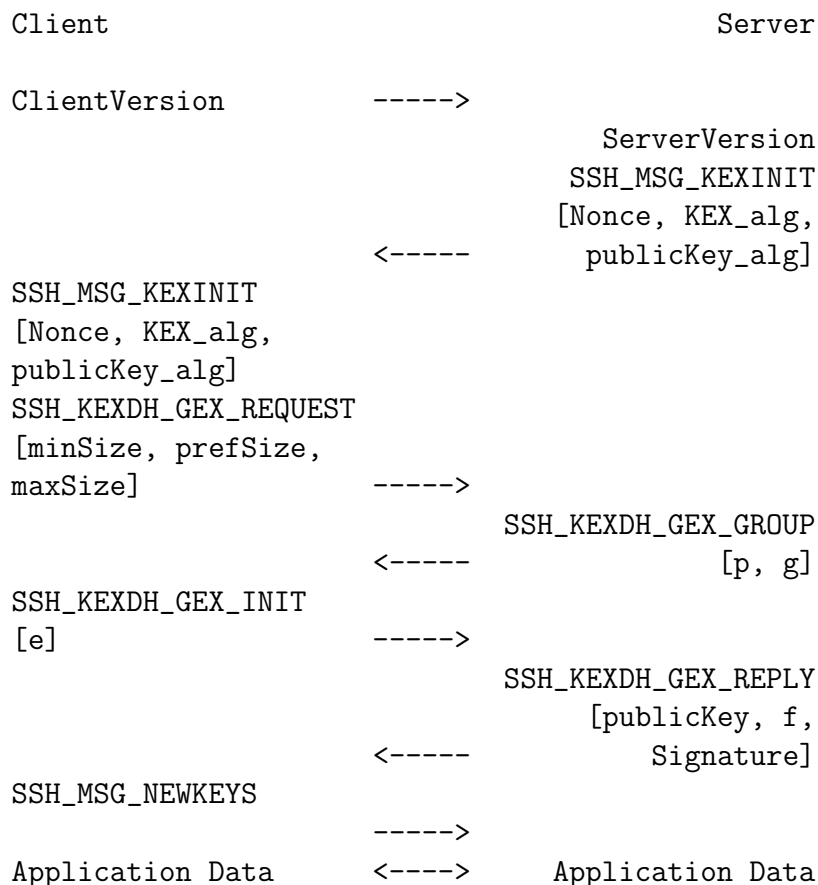 Client Server
ClientVersion ----->
ServerVersion
SSH_MSG_KEXINIT
[Nonce, KEX_alg,
<----- publicKey_alg]
SSH_MSG_KEXINIT
[Nonce, KEX_alg,
publicKey_alg]
SSH_KEXDH_GEX_REQUEST
[minSize, prefSize,
maxSize] ----->
SSH_KEXDH_GEX_GROUP
<----- [p, g]
SSH_KEXDH_GEX_INIT
[e] ----->
SSH_KEXDH_GEX_REPLY
[publicKey, f,
<----- Signature]
SSH_MSG_NEWKEYS
----->
Application Data <----> Application Data